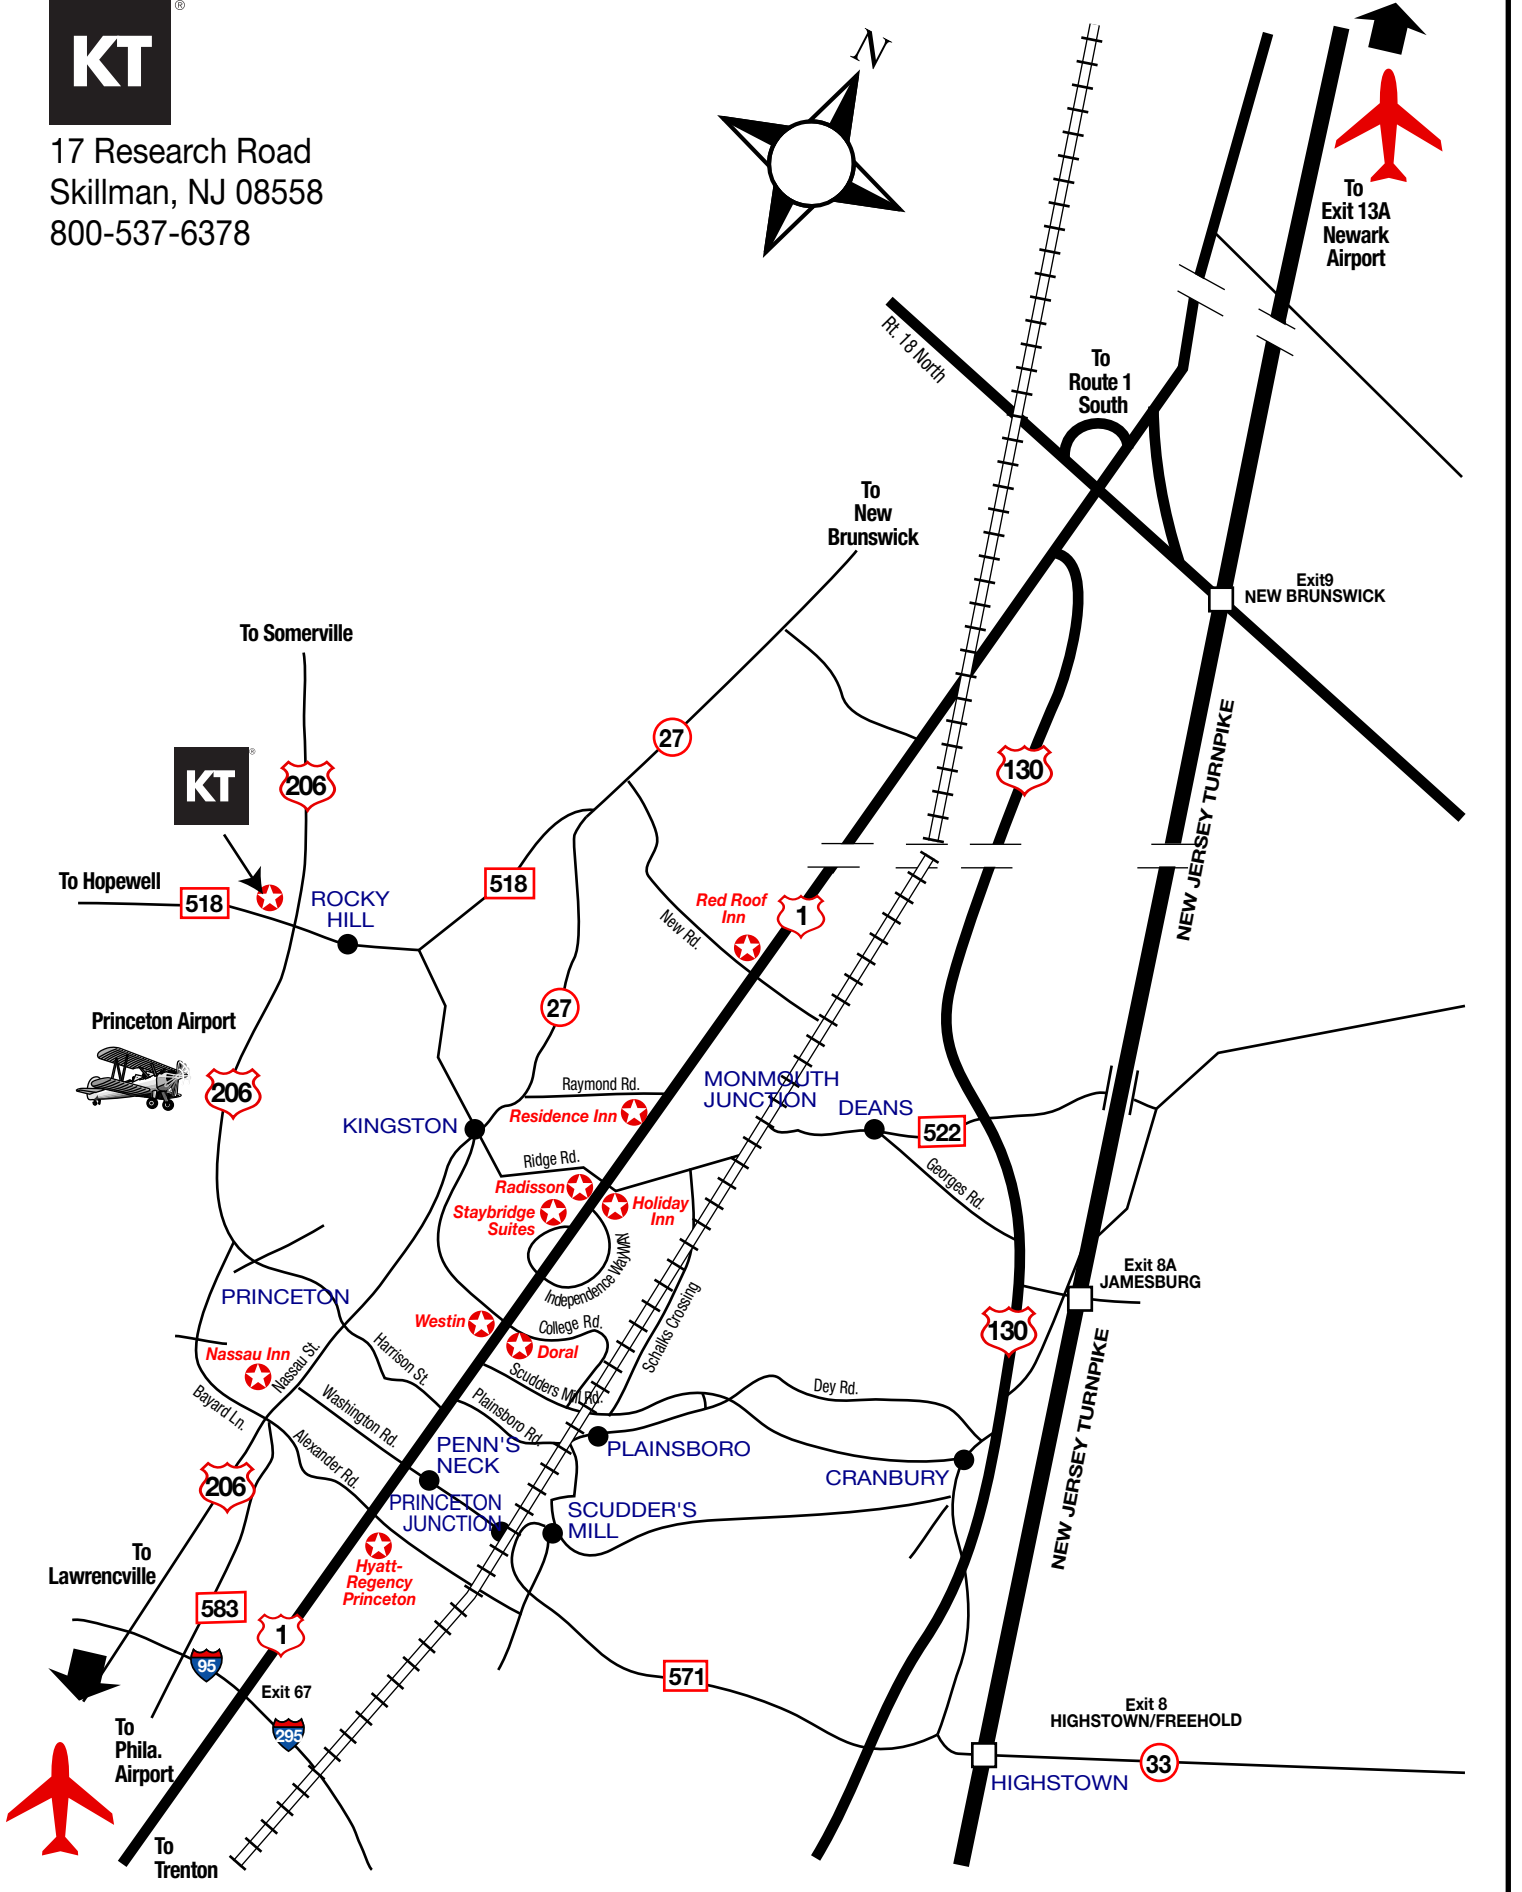 KT
®
17 Research Road
Skillman, NJ 08558
800-537-6378
N
To
Exit 13A
Newark
Airport
Rt. 18 North
To
Route 1
South
To
New
Brunswick
Exit9
NEW BRUNSWICK
To Somerville
27
130
NEW JERSEY TURNPIKE
KT
®
206
To Hopewell
518
ROCKY
HILL
518
Red Roof
Inn
1
New Rd.
27
Princeton Airport
206
Raymond Rd.
Residence Inn
MONMOUTH
JUNCTION
DEANS
522
KINGSTON
Ridge Rd.
Georges Rd.
Radisson
Staybridge
Suites
Holiday
Inn
Independence WayWAY
Exit 8A
JAMESBURG
PRINCETON
Westin
College Rd.
Schalks Crossing
130
Nassau Inn
Nassau St.
Harrison St.
Doral
Scudders Mill Rd.
Dey Rd.
Bayard Ln.
Washington Rd.
Plainsboro Rd.
NEW JERSEY TURNPIKE
Alexander Rd.
PENN'S
NECK
PLAINSBORO
CRANBURY
206
PRINCETON
JUNCTION
SCUDDER'S
MILL
To
Lawrencville
Hyatt-
Regency
Princeton
583
1
95
571
Exit 67
295
Exit 8
HIGHSTOWN/FREEHOLD
To
Phila.
Airport
33
HIGHSTOWN
To
Trenton